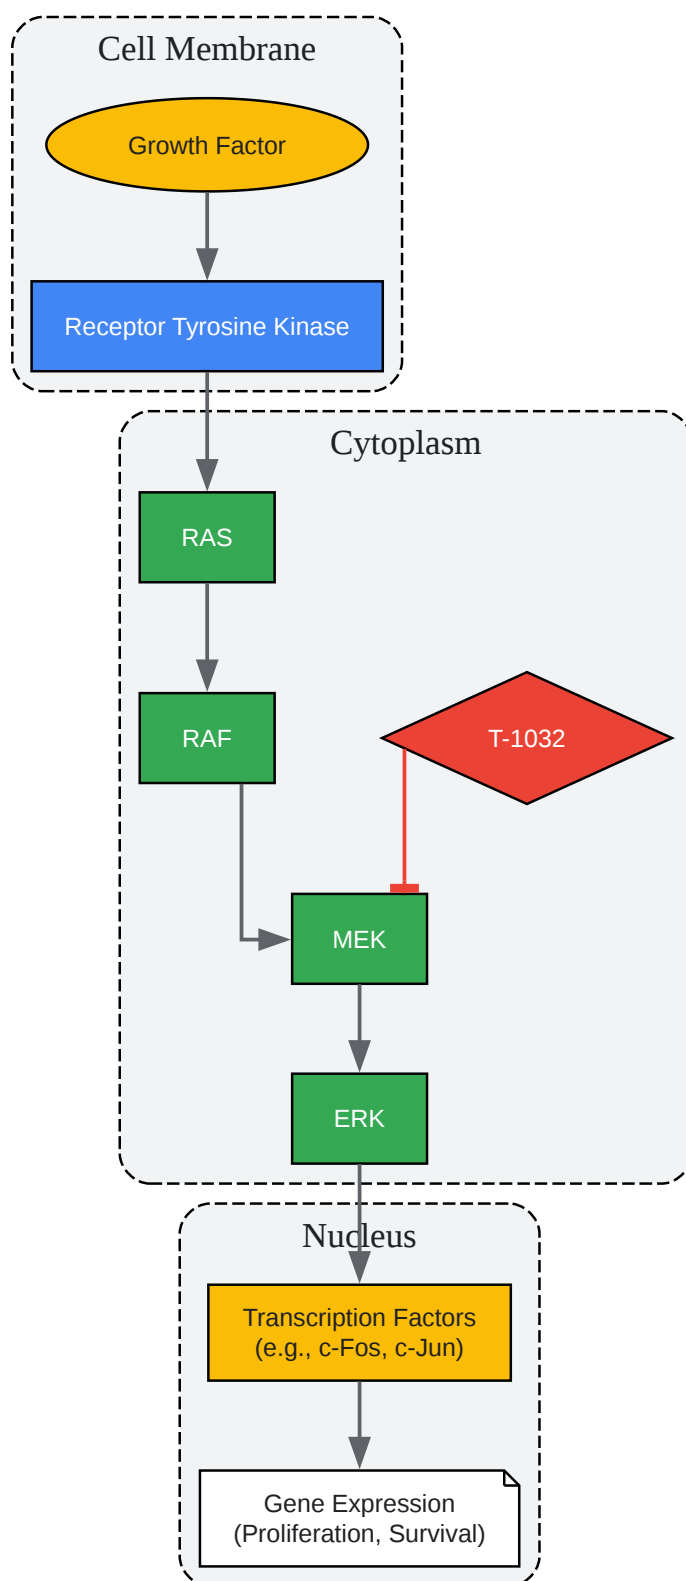 Cell Membrane
Growth Factor
Receptor Tyrosine Kinase
Cytoplasm
RAS
RAF
T-1032
MEK
ERK
Nucleus
Transcription Factors
(e.g., c-Fos, c-Jun)
Gene Expression
(Proliferation, Survival)